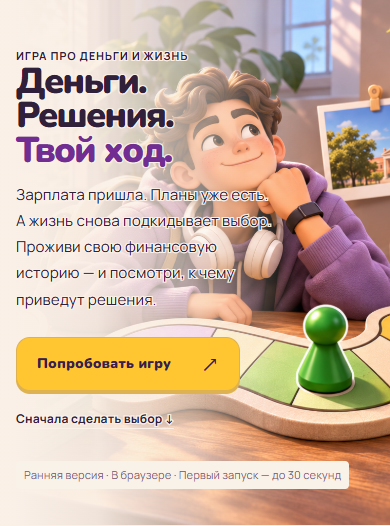 ИГРА ПРО ДЕНЬГИ И ЖИЗНЬ
Деньги.
Решения.
Твой ход.
Зарплата пришла. Планы уже есть.
А жизнь снова подкидывает выбор.
Проживи свою финансовую
историю — и посмотри, к чему
приведут решения.
Попробовать игру ↗
Сначала сделать выбор ↓
Ранняя версия · В браузере · Первый запуск — до 30 секунд